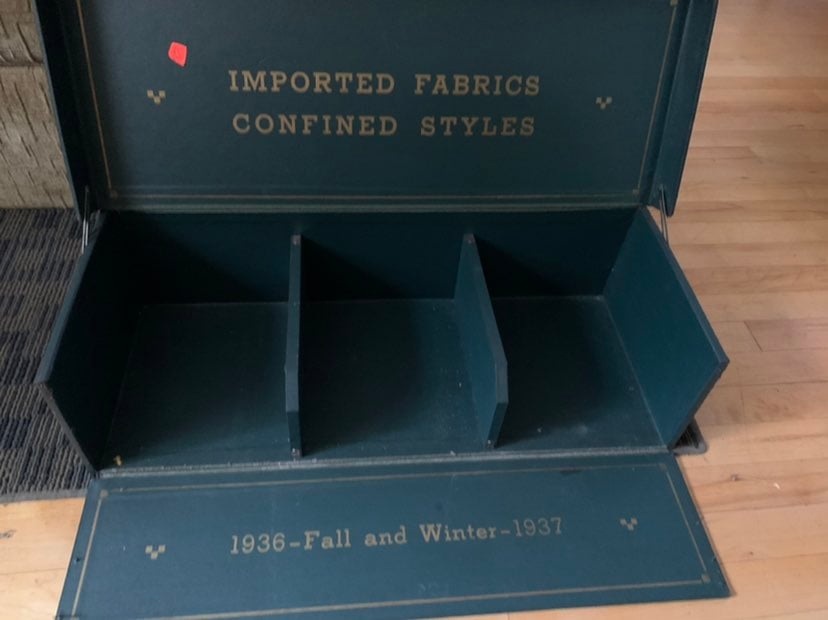 IMPORTED FABRICS
CONFINED STYLES
1936-Fall and Winter-1937